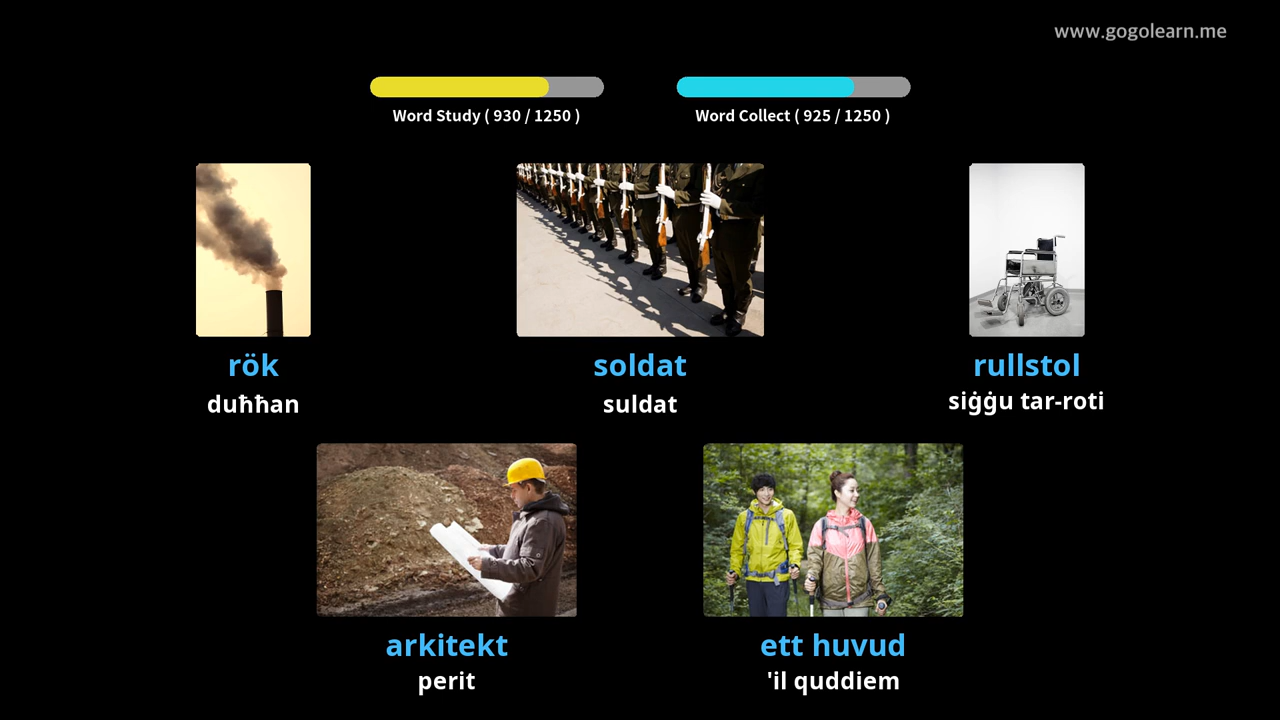 www.gogolearn.me
Word Study ( 930 / 1250 )
Word Collect ( 925 / 1250 )
rök
soldat
rullstol
duħħan
suldat
siġġu tar-roti
arkitekt
ett huvud
perit
'il quddiem